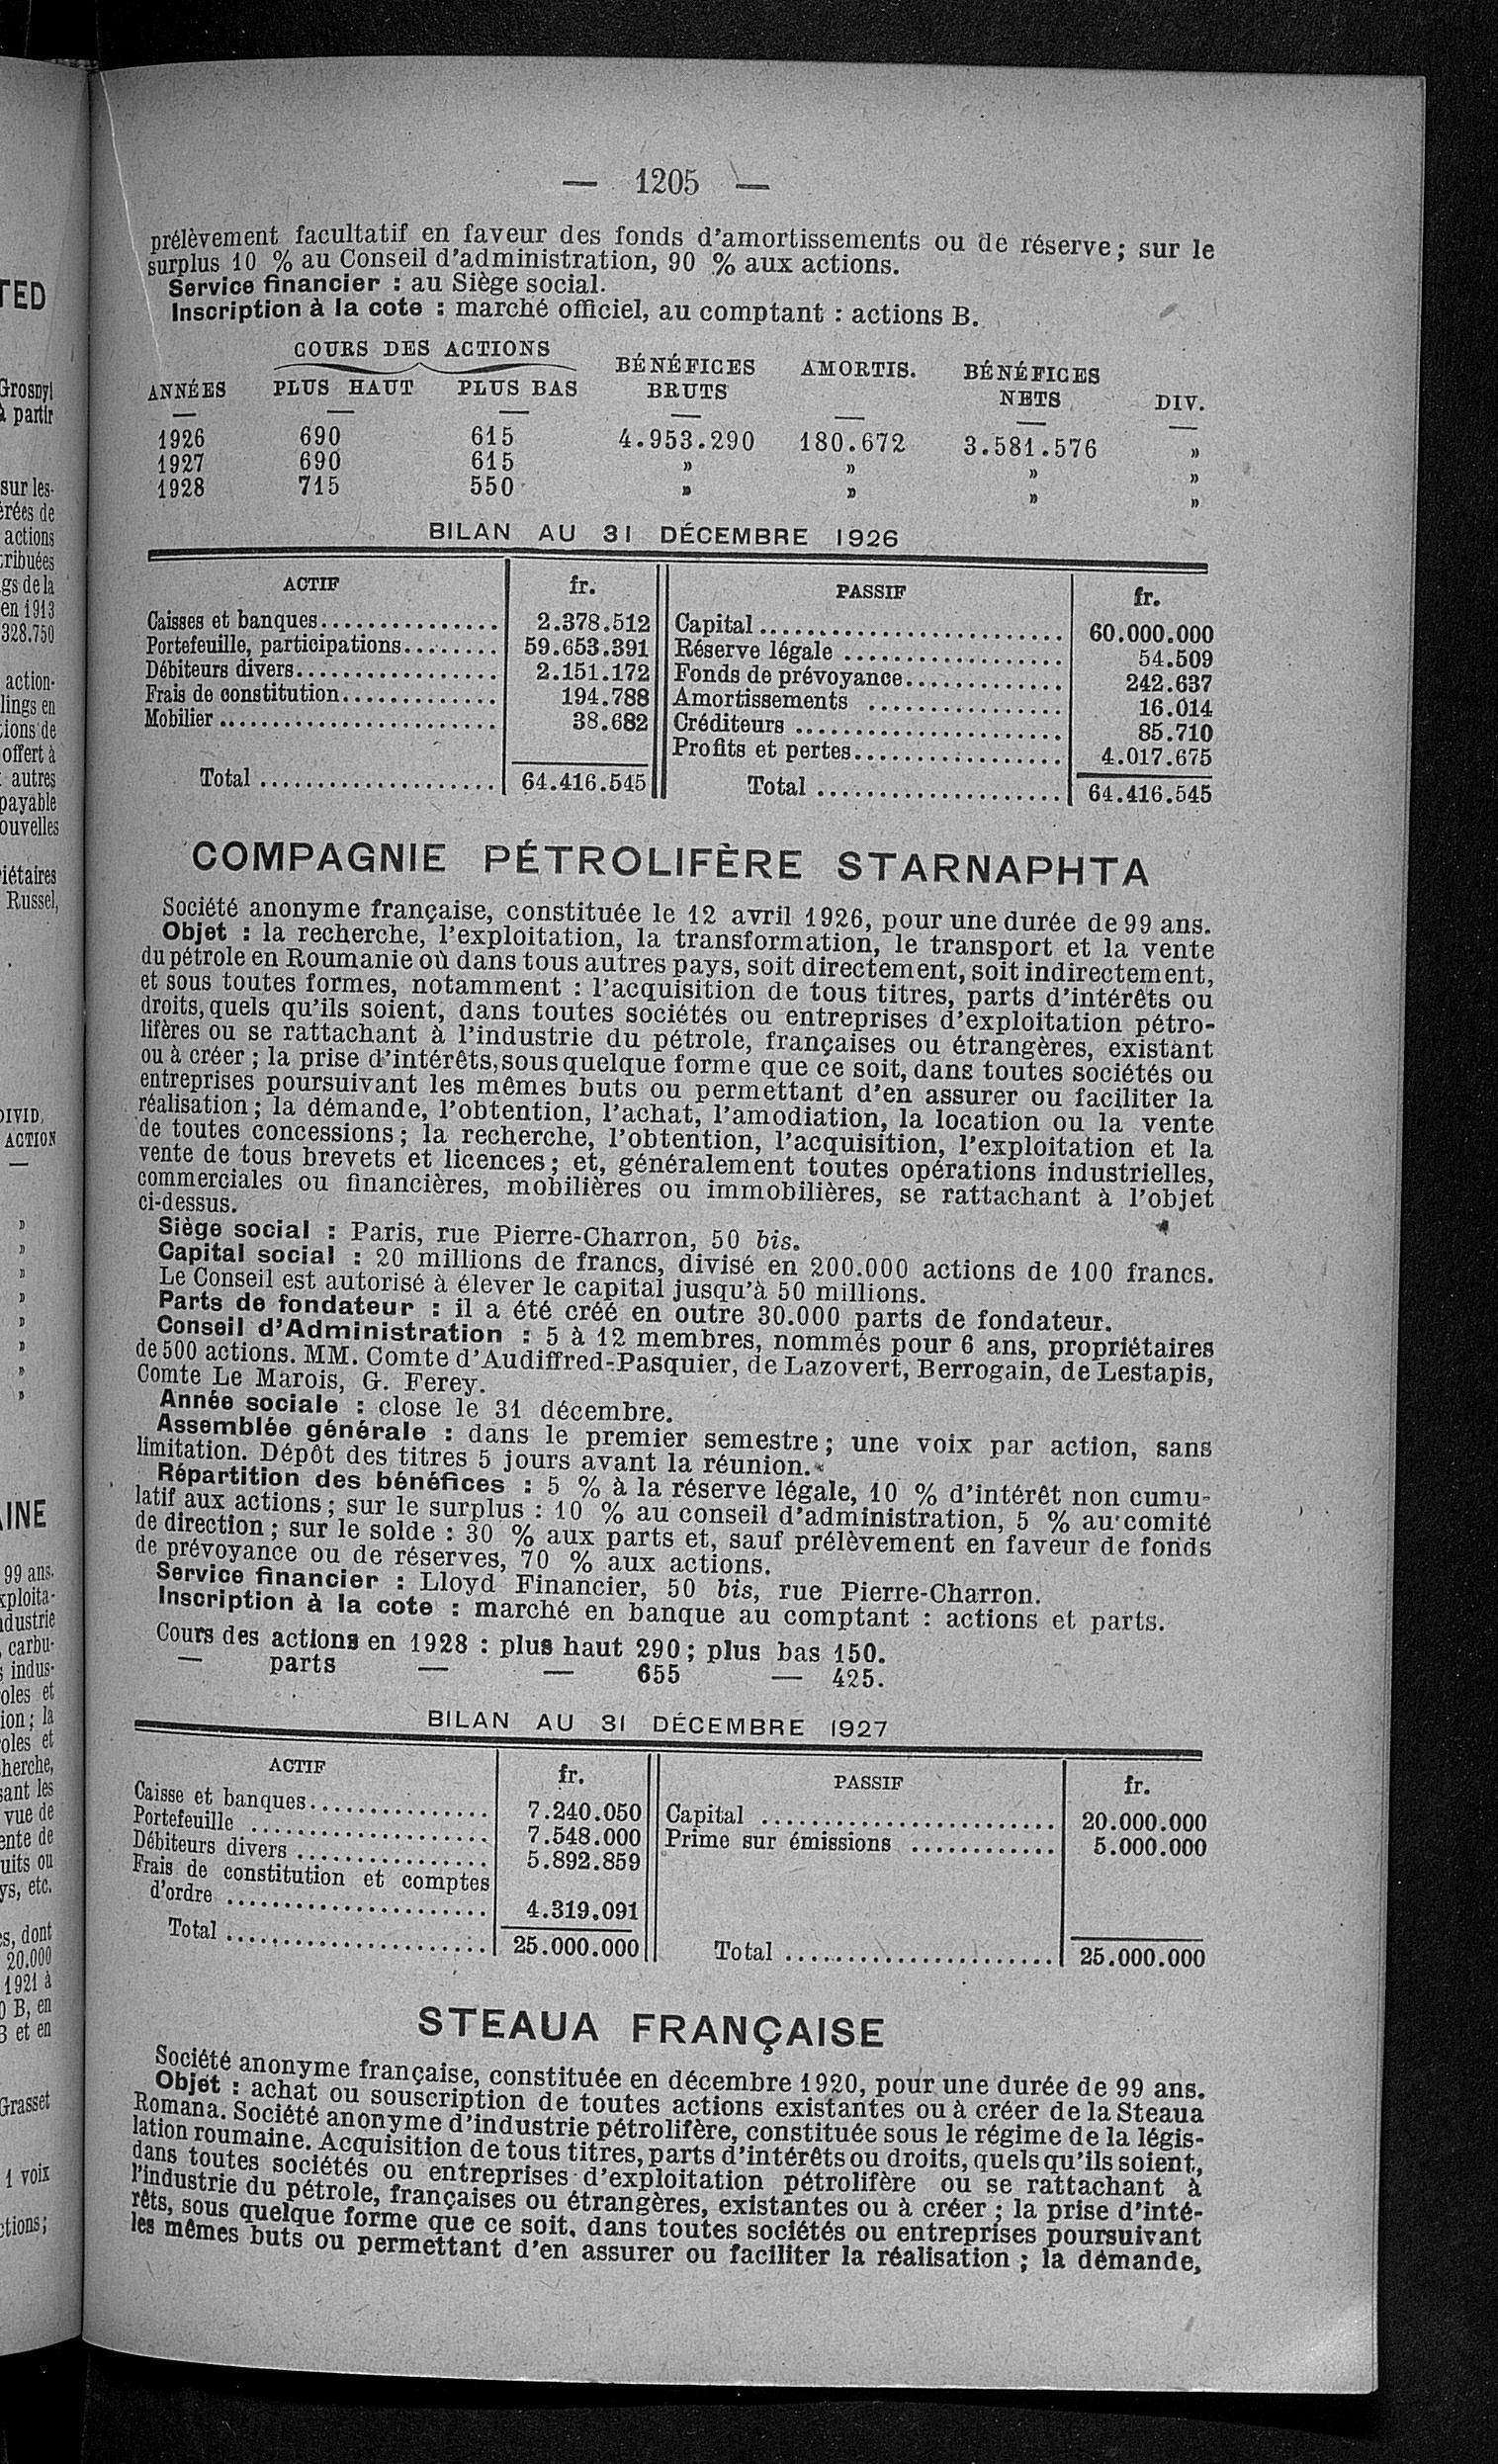 — 1205 —
prélèvement facultatif en faveur des fonds d'amortissements ou de réserve; sur le
surplus 10 % au Conseil d'administration, 90 % aux actions.
Service financier : au Siège social.
Inscription à la cote : marché officiel, au comptant : actions B.
COURS DES ACTIONS BÉNÉFICES AMORTIS. BÉNÉFICES
ANNÉES PLUS HAUT PLUS BAS BRUTS NETS DIV.
— — — — — — —
1926 690 615 4.953.290 180.672 3.581.576 »
1927 690 615 » » » »
1928 715 550 » » » »
BILAN AU 31 DÉCEMBRE 1926
ACTIF fr. PASSIF fr.
Caisses et banques............... 2.378.512 Capital.......................... 60.000.000
Portefeuille, participations........ 59.653.391 Réserve légale ................... 54.509
Débiteurs divers................. 2.151.172 Fonds de prévoyance.............. 242.637
Frais de constitution............. 194.788 Amortissements ................ 16.014
Mobilier ........................ 38.682 Créditeurs ...................... 85.710
Profits et pertes.................. 4.017.675
Total .................... 64.416.545 Total ..................... 64.416.545
COMPAGNIE PÉTROLIFÈRE STARNAPHTA
Société anonyme française, constituée le 12 avril 1926, pour une durée de 99 ans.
Objet : la recherche, l'exploitation, la transformation, le transport et la vente
du pétrole en Roumanie où dans tous autres pays, soit directement, soit indirectement,
et sous toutes formes, notamment : l'acquisition de tous titres, parts d'intérêts ou
droits, quels qu'ils soient, dans toutes sociétés ou entreprises d'exploitation pétro-
lifères ou se rattachant à l'industrie du pétrole, françaises ou étrangères, existant
ou à créer ; la prise d'intérêts, sous quelque forme que ce soit, dans toutes sociétés ou
entreprises poursuivant les mêmes buts ou permettant d'en assurer ou faciliter la
réalisation ; la démande, l'obtention, l'achat, l'amodiation, la location ou la vente
de toutes concessions ; la recherche, l'obtention, l'acquisition, l'exploitation et la
vente de tous brevets et licences ; et, généralement toutes opérations industrielles,
commerciales ou financières, mobilières ou immobilières, se rattachant à l'objet
ci-dessus.
Siège social : Paris, rue Pierre-Charron, 50 bis.
Capital social : 20 millions de francs, divisé en 200.000 actions de 100 francs.
Le Conseil est autorisé à élever le capital jusqu'à 50 millions.
Parts de fondateur : il a été créé en outre 30.000 parts de fondateur.
Conseil d'Administration : 5 à 12 membres, nommés pour 6 ans, propriétaires
de 500 actions. MM. Comte d'Audiffred-Pasquier, de Lazovert, Berrogain, de Lestapis,
Comte Le Marois, G. Ferey.
Année sociale : close le 31 décembre.
Assemblée générale : dans le premier semestre ; une voix par action, sans
limitation. Dépôt des titres 5 jours avant la réunion.
Répartition des bénéfices : 5 % à la réserve légale, 10 % d'intérêt non cumu-
latif aux actions ; sur le surplus : 10 % au conseil d'administration, 5 % au comité
de direction ; sur le solde : 30 % aux parts et, sauf prélèvement en faveur de fonds
de prévoyance ou de réserves, 70 % aux actions.
Service financier : Lloyd Financier, 50 bis, rue Pierre-Charron.
Inscription à la cote : marché en banque au comptant : actions et parts.
Cours des actions en 1928 : plus haut 290 ; plus bas 150.
— parts — — 655 — 425.
BILAN AU 31 DÉCEMBRE 1927
ACTIF fr. PASSIF fr.
Caisse et banques................ 7.240.050 Capital ......................... 20.000.000
Portefeuille ..................... 7.548.000 Prime sur émissions ............ 5.000.000
Débiteurs divers ................. 5.892.859
Frais de constitution et comptes
d'ordre ....................... 4.319.091
Total ....................... 25.000.000 Total ........................ 25.000.000
STEAUA FRANÇAISE
Société anonyme française, constituée en décembre 1920, pour une durée de 99 ans.
Objet : achat ou souscription de toutes actions existantes ou à créer de la Steaua
Romana. Société anonyme d'industrie pétrolifère, constituée sous le régime de la légis-
lation roumaine. Acquisition de tous titres, parts d'intérêts ou droits, quels qu'ils soient,
dans toutes sociétés ou entreprises d'exploitation pétrolifère ou se rattachant à
l'industrie du pétrole, françaises ou étrangères, existantes ou à créer ; la prise d'inté-
rêts, sous quelque forme que ce soit, dans toutes sociétés ou entreprises poursuivant
les mêmes buts ou permettant d'en assurer ou faciliter la réalisation ; la démande,